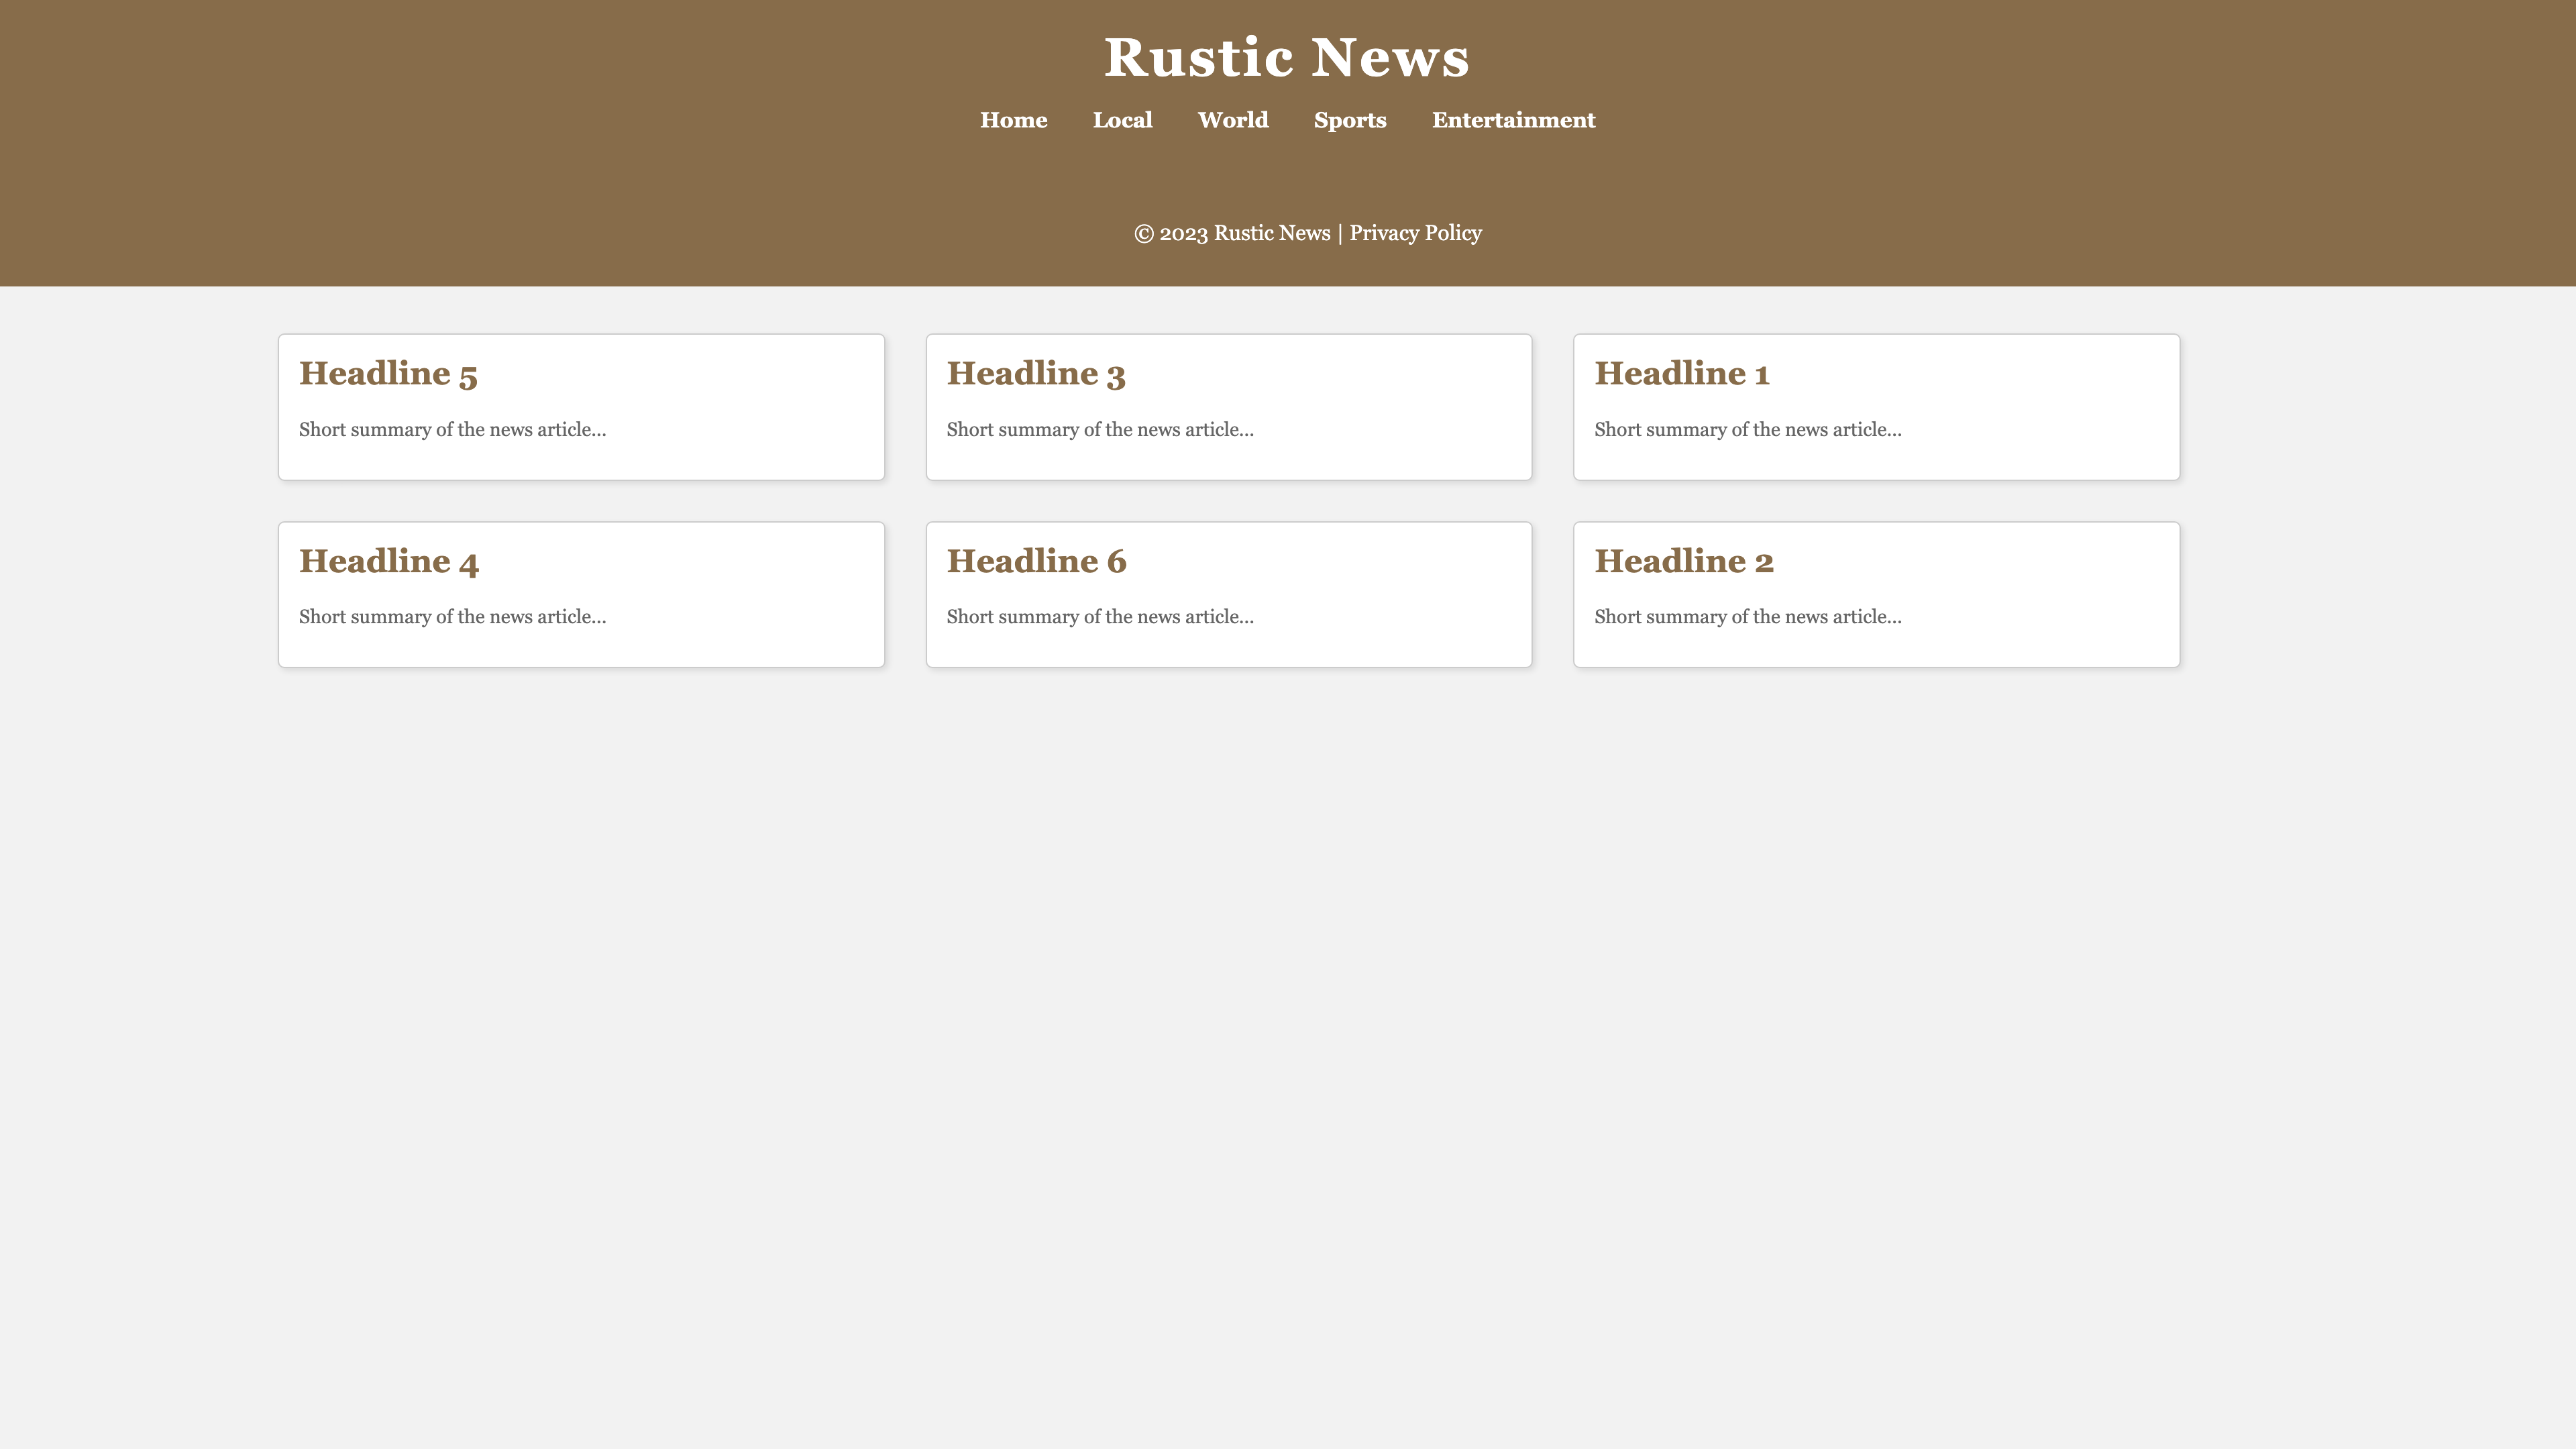 Rustic News
Home Local World Sports Entertainment
© 2023 Rustic News | Privacy Policy
Headline 5
Short summary of the news article...
Headline 3
Short summary of the news article...
Headline 1
Short summary of the news article...
Headline 4
Short summary of the news article...
Headline 6
Short summary of the news article...
Headline 2
Short summary of the news article...